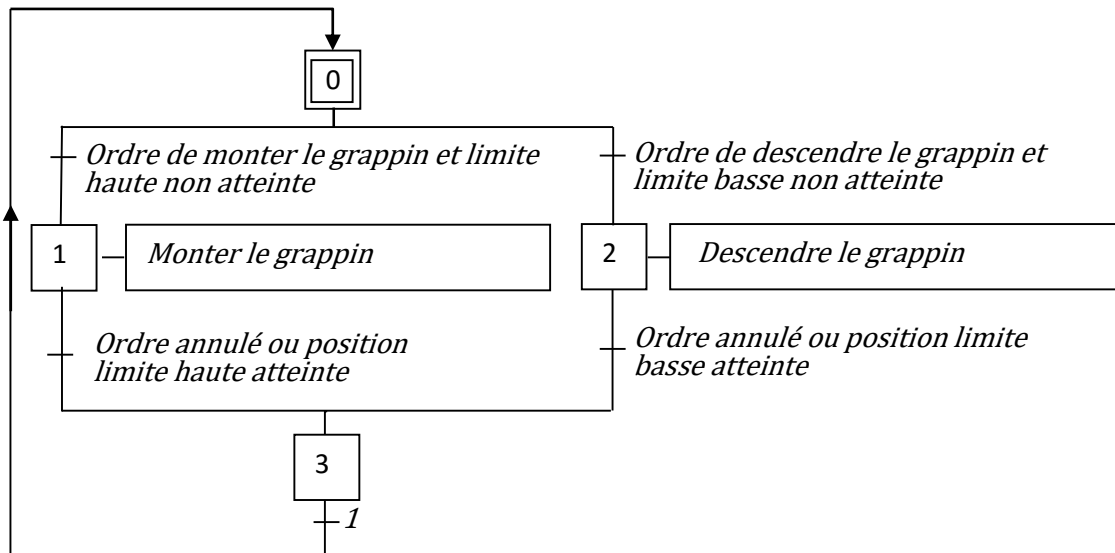 0
Ordre de monter le grappin et limite
haute non atteinte
Ordre de descendre le grappin et
limite basse non atteinte
1
Monter le grappin
2
Descendre le grappin
Ordre annulé ou position
limite haute atteinte
Ordre annulé ou position limite
basse atteinte
3
1